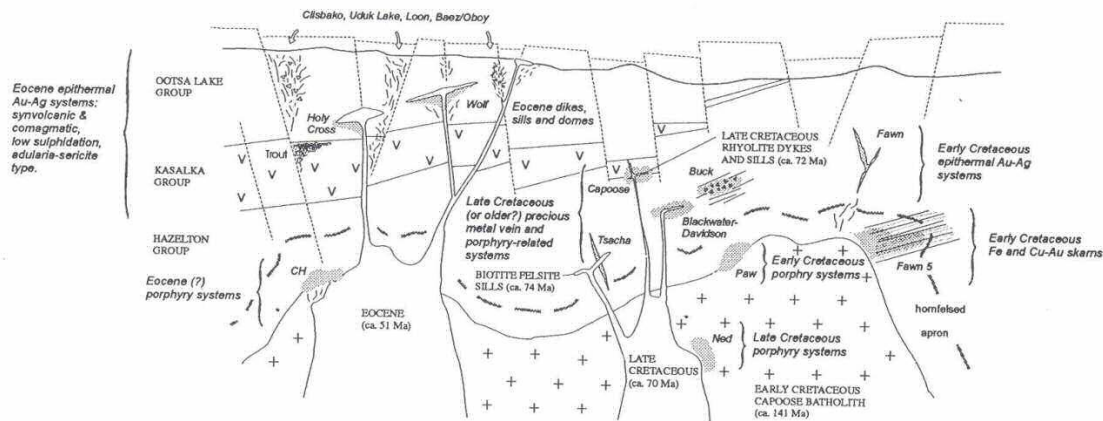 Clisbako, Uduk Lake, Loon, Baez/Oboy
OOTSA LAKE
GROUP
Eocene epithermal
Au-Ag systems;
synvolcanic &
comagmatic,
low sulphidation,
adularia-sericite
type.
Holy
Cross
Wolf
Eocene dikes,
sills and domes
Trout
V V V V V V V V V V V V
KASALKA
GROUP
LATE CRETACEOUS
RHYOLITE DYKES
AND SILLS (ca. 72 Ma)
Fawn
Early Cretaceous
epithermal Au-Ag
systems
Capoose
Buck
Late Cretaceous
(or older?) precious
metal vein and
porphyry-related
systems
Blackwater-
Davidson
Tsacha
HAZELTON
GROUP
CH
Eocene (?)
porphyry systems
BIOTITE FELSITE
SILLS (ca. 74 Ma)
Paw
Early Cretaceous
porphry systems
Fawn 5
Early Cretaceous
Fe and Cu-Au skarns
EOCENE
(ca. 51 Ma)
hornfelsed
apron
Ned
Late Cretaceous
porphyry systems
LATE
CRETACEOUS
(ca. 70 Ma)
EARLY CRETACEOUS
CAPOOSE BATHOLITH
(ca. 141 Ma)